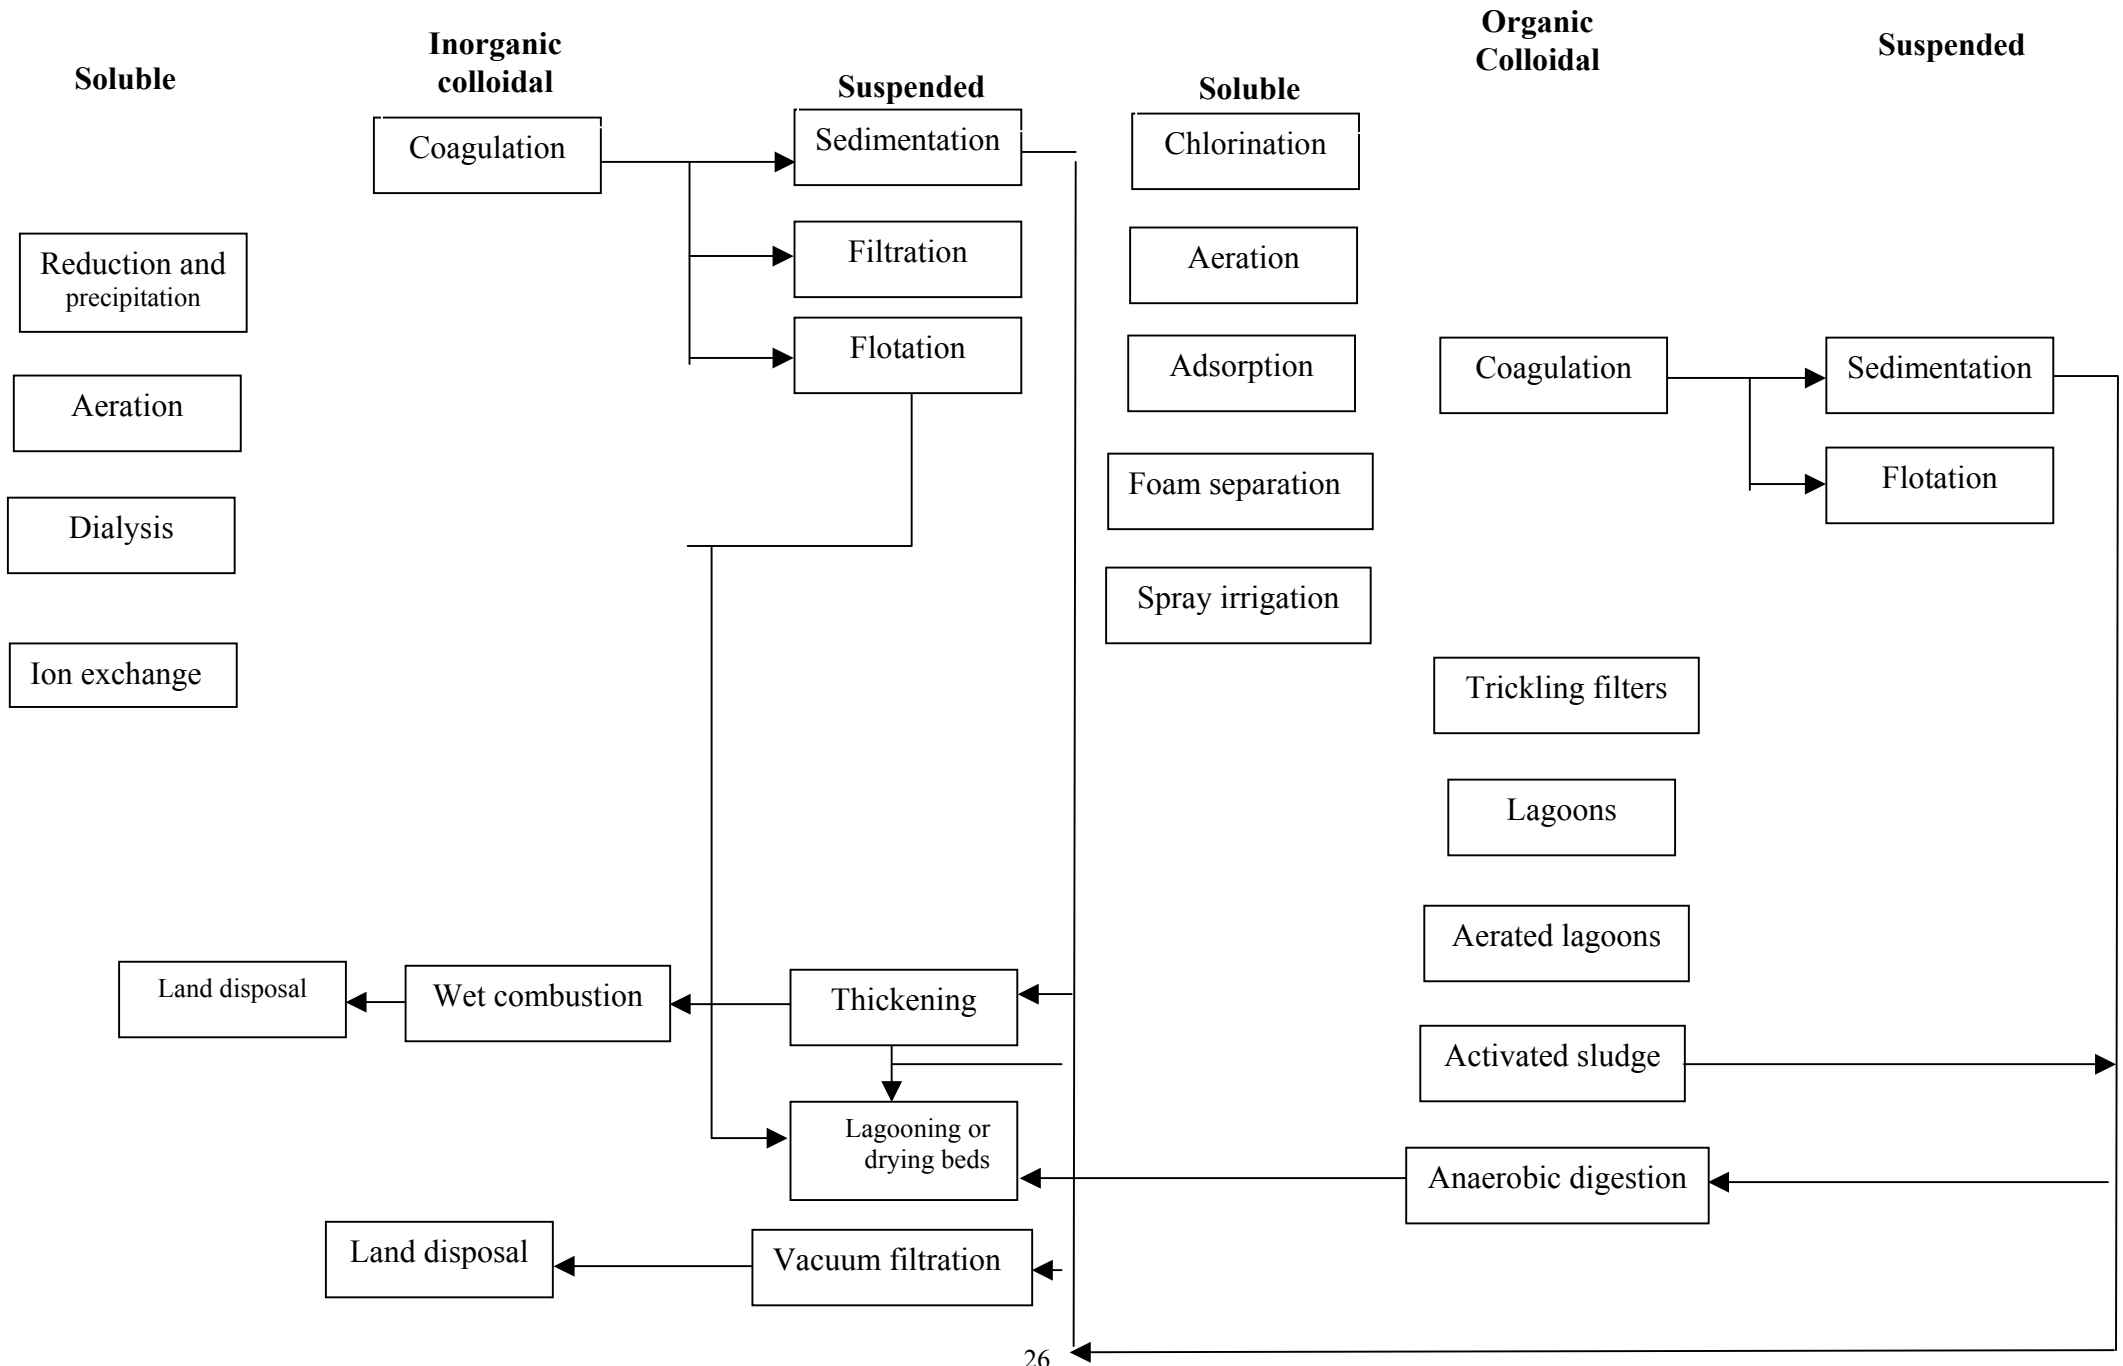 Soluble
Inorganic
colloidal
Suspended
Soluble
Organic
Colloidal
Suspended
Coagulation
Sedimentation
Chlorination
Reduction and
precipitation
Filtration
Aeration
Flotation
Adsorption
Coagulation
Sedimentation
Aeration
Foam separation
Flotation
Dialysis
Spray irrigation
Ion exchange
Trickling filters
Lagoons
Aerated lagoons
Land disposal
Wet combustion
Thickening
Activated sludge
Lagooning or
drying beds
Anaerobic digestion
Land disposal
Vacuum filtration
26